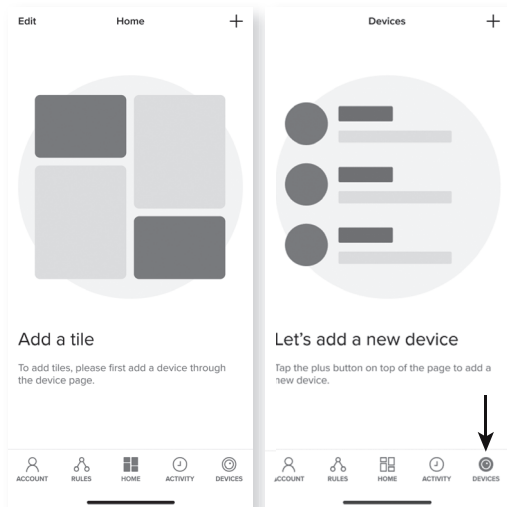 Edit
Home
+
Add a tile
To add tiles, please first add a device through
the device page.
ACCOUNT
RULES
HOME
ACTIVITY
DEVICES
Devices
+
Let's add a new device
Tap the plus button on top of the page to add a
new device.
ACCOUNT
RULES
HOME
ACTIVITY
DEVICES